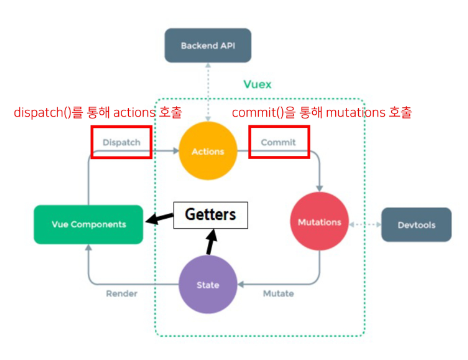 Backend API
Vuex
dispatch()를 통해 actions 호출
commit()을 통해 mutations 호출
Dispatch
Actions
Commit
Vue Components
Getters
Mutations
Devtools
State
Render
Mutate